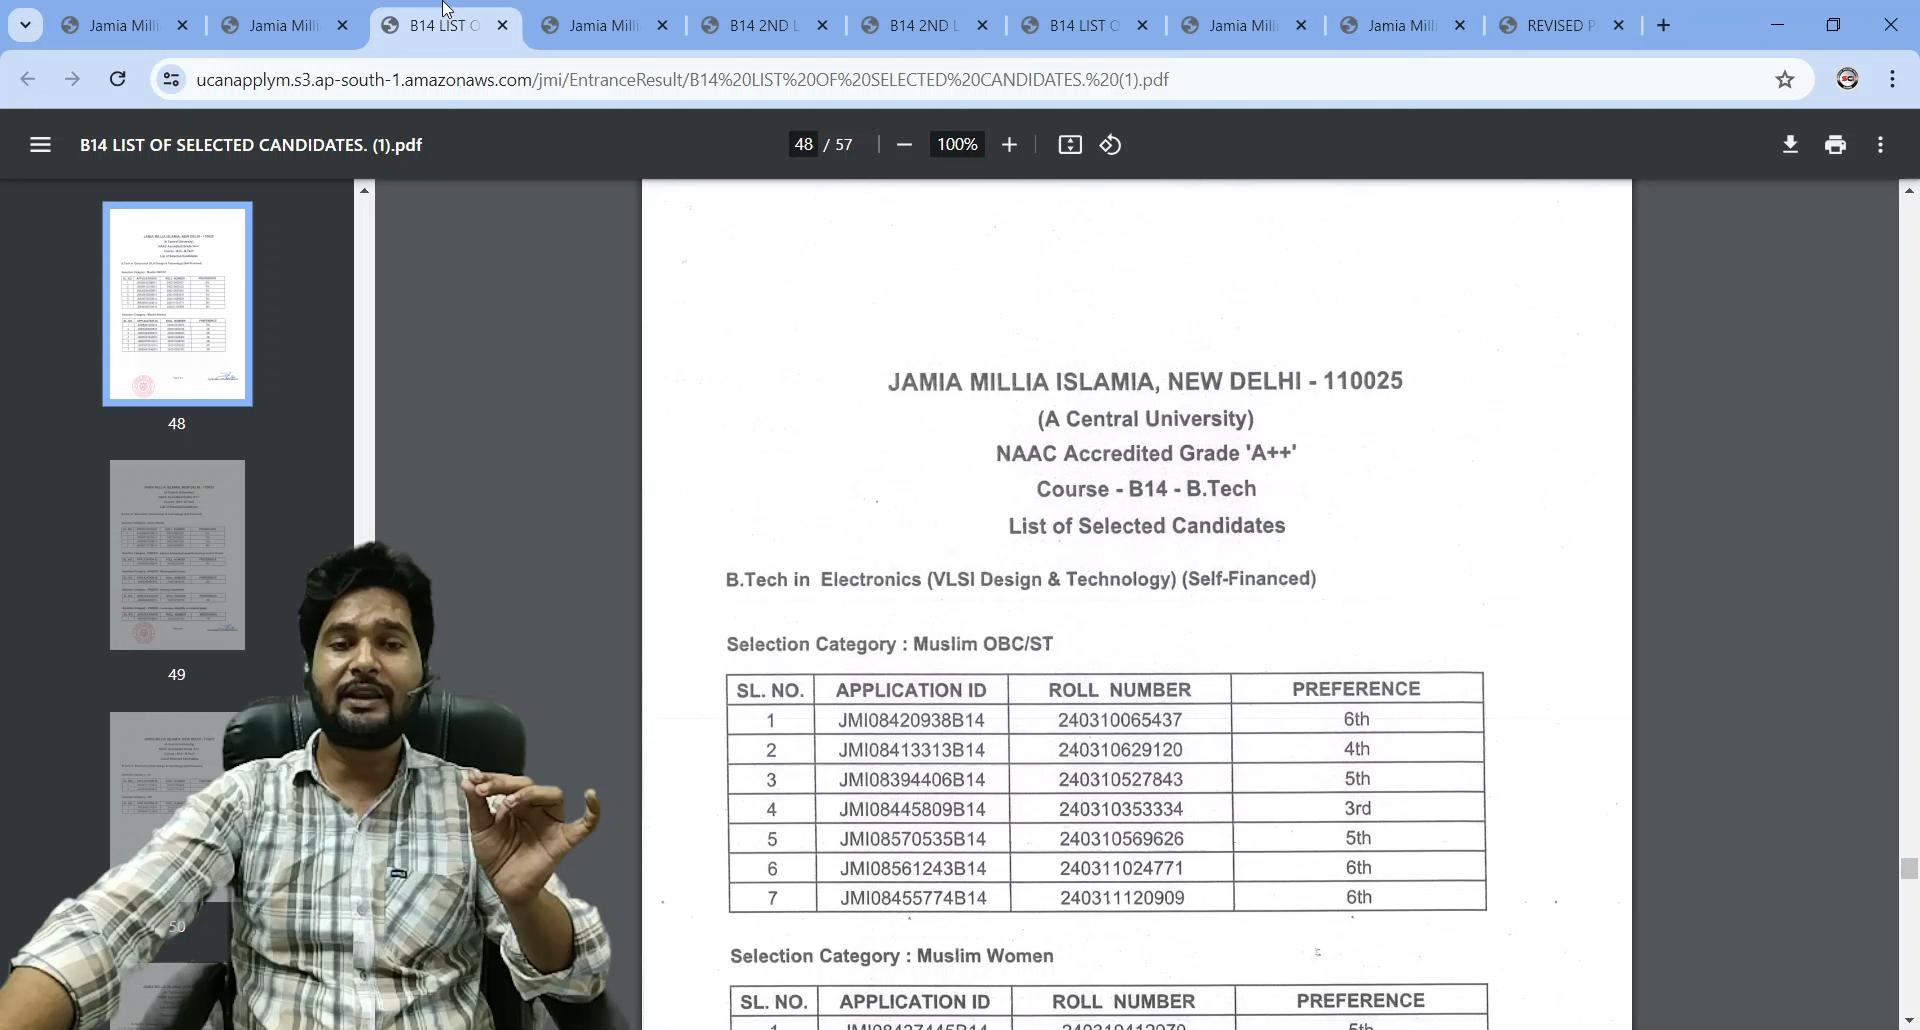 Jamia Milli
Jamia Milli
B14 LIST O
Jamia Milli
B14 2ND L
B14 2ND L
B14 LIST O
Jamia Milli
Jamia Milli
REVISED P
ucanapplym.s3.ap-south-1.amazonaws.com/jmi/EntranceResult/B14%20LIST%20OF%20SELECTED%20CANDIDATES.%20(1).pdf
B14 LIST OF SELECTED CANDIDATES. (1).pdf
48 / 57
100%
48
49
50
JAMIA MILLIA ISLAMIA, NEW DELHI - 110025
(A Central University)
NAAC Accredited Grade 'A++'
Course - B14 - B.Tech
List of Selected Candidates
B.Tech in Electronics (VLSI Design & Technology) (Self-Financed)
Selection Category : Muslim OBC/ST
SL. NO. APPLICATION ID ROLL NUMBER PREFERENCE
1 JMI08420938B14 240310065437 6th
2 JMI08413313B14 240310629120 4th
3 JMI08394406B14 240310527843 5th
4 JMI08445809B14 240310353334 3rd
5 JMI08570535B14 240310569626 5th
6 JMI08561243B14 240311024771 6th
7 JMI08455774B14 240311120909 6th
Selection Category : Muslim Women
SL. NO. APPLICATION ID ROLL NUMBER PREFERENCE